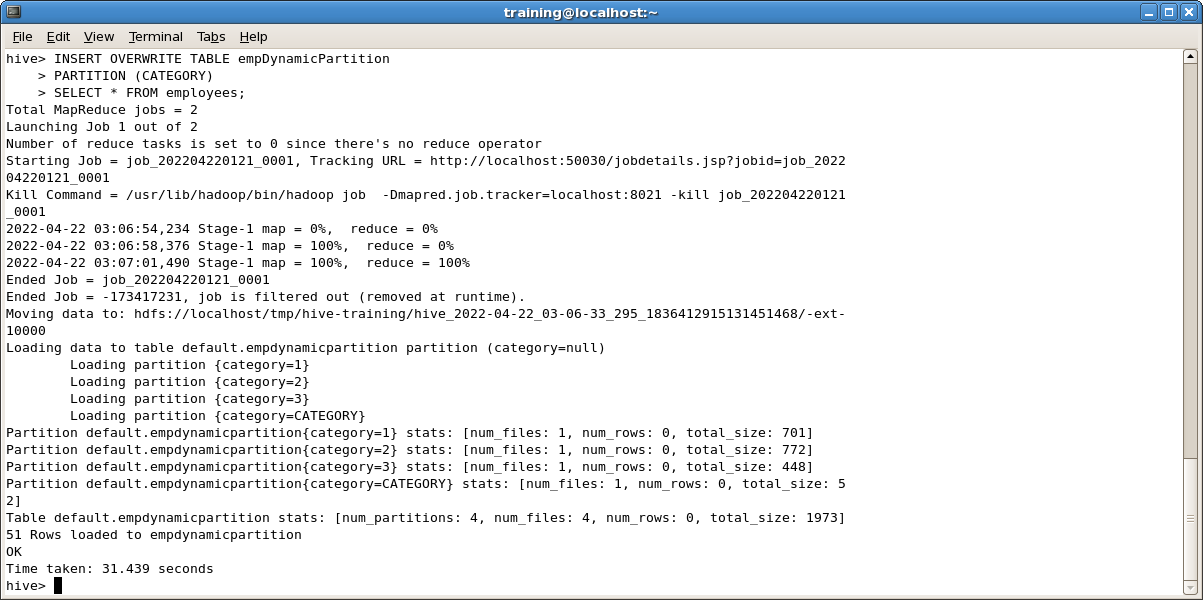 training@localhost:~
File Edit View Terminal Tabs Help
hive> INSERT OVERWRITE TABLE empDynamicPartition
    > PARTITION (CATEGORY)
    > SELECT * FROM employees;
Total MapReduce jobs = 2
Launching Job 1 out of 2
Number of reduce tasks is set to 0 since there's no reduce operator
Starting Job = job_202204220121_0001, Tracking URL = http://localhost:50030/jobdetails.jsp?jobid=job_2022
04220121_0001
Kill Command = /usr/lib/hadoop/bin/hadoop job  -Dmapred.job.tracker=localhost:8021 -kill job_202204220121
_0001
2022-04-22 03:06:54,234 Stage-1 map = 0%,  reduce = 0%
2022-04-22 03:06:58,376 Stage-1 map = 100%,  reduce = 0%
2022-04-22 03:07:01,490 Stage-1 map = 100%,  reduce = 100%
Ended Job = job_202204220121_0001
Ended Job = -173417231, job is filtered out (removed at runtime).
Moving data to: hdfs://localhost/tmp/hive-training/hive_2022-04-22_03-06-33_295_1836412915131451468/-ext-
10000
Loading data to table default.empdynamicpartition partition (category=null)
        Loading partition {category=1}
        Loading partition {category=2}
        Loading partition {category=3}
        Loading partition {category=CATEGORY}
Partition default.empdynamicpartition{category=1} stats: [num_files: 1, num_rows: 0, total_size: 701]
Partition default.empdynamicpartition{category=2} stats: [num_files: 1, num_rows: 0, total_size: 772]
Partition default.empdynamicpartition{category=3} stats: [num_files: 1, num_rows: 0, total_size: 448]
Partition default.empdynamicpartition{category=CATEGORY} stats: [num_files: 1, num_rows: 0, total_size: 5
2]
Table default.empdynamicpartition stats: [num_partitions: 4, num_files: 4, num_rows: 0, total_size: 1973]
51 Rows loaded to empdynamicpartition
OK
Time taken: 31.439 seconds
hive>